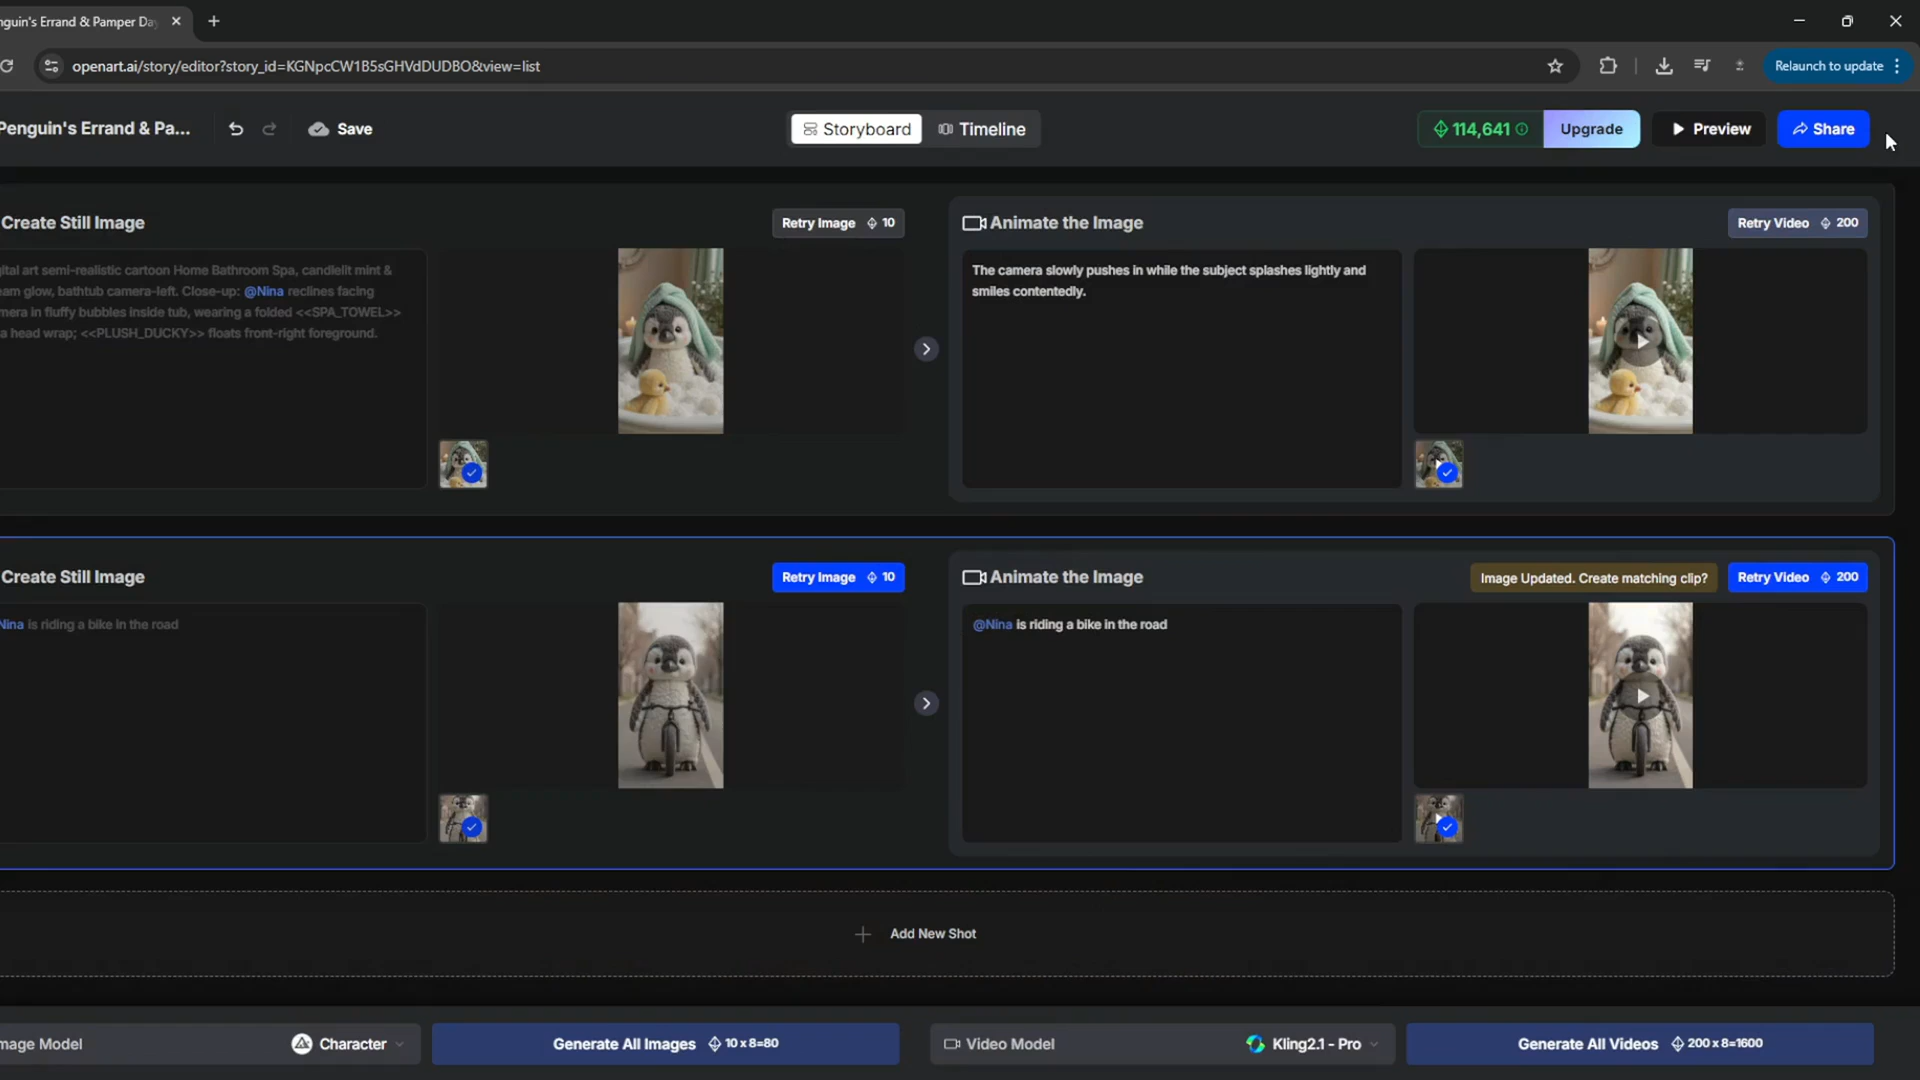 nguin's Errand & Pamper Da
openart.ai/story/editor?story_id=KGNpcCW1B5sGHVdDUDBO&view=list
Relaunch to update
Penguin's Errand & Pa...
Save
Storyboard
Timeline
114,641
Upgrade
Preview
Share
Create Still Image
Retry Image 10
Animate the Image
Retry Video 200
gital art semi-realistic cartoon Home Bathroom Spa, candlelit mint &
eam glow, bathtub camera-left. Close-up: @Nina reclines facing
mera in fluffy bubbles inside tub, wearing a folded <<SPA_TOWEL>>
a head wrap; <<PLUSH_DUCKY>> floats front-right foreground.
The camera slowly pushes in while the subject splashes lightly and
smiles contentedly.
Create Still Image
Retry Image 10
Animate the Image
Image Updated. Create matching clip?
Retry Video 200
Nina is riding a bike in the road
@Nina is riding a bike in the road
Add New Shot
mage Model
Character
Generate All Images 10 x 8=80
Video Model
Kling2.1 - Pro
Generate All Videos 200 x 8=1600